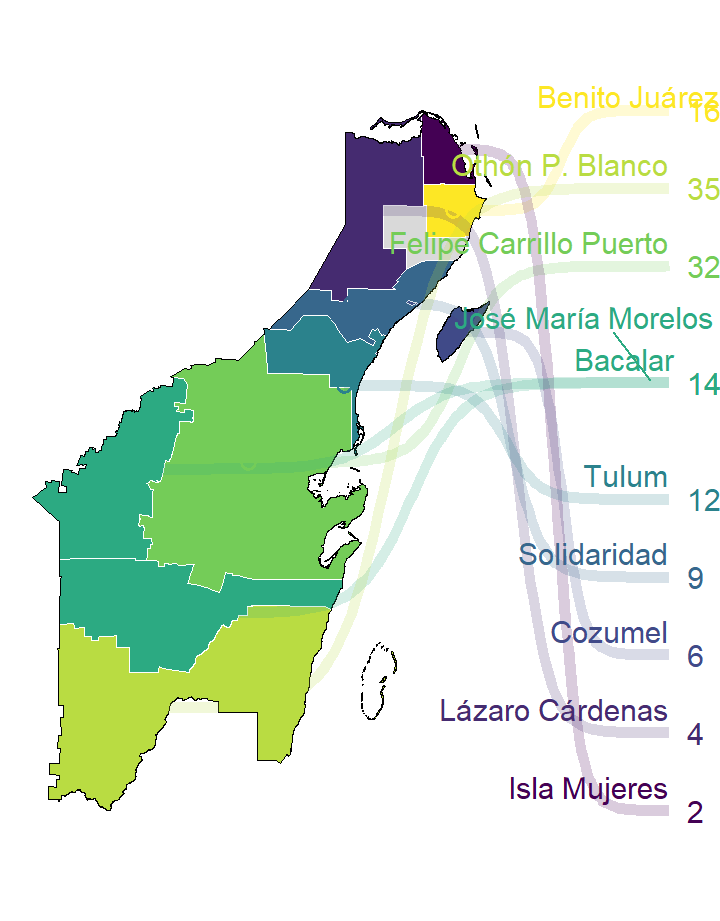 Benito Juárez
16
Othón P. Blanco
35
Felipe Carrillo Puerto
32
José María Morelos
Bacalar
14
Tulum
12
Solidaridad
9
Cozumel
6
Lázaro Cárdenas
4
Isla Mujeres
2